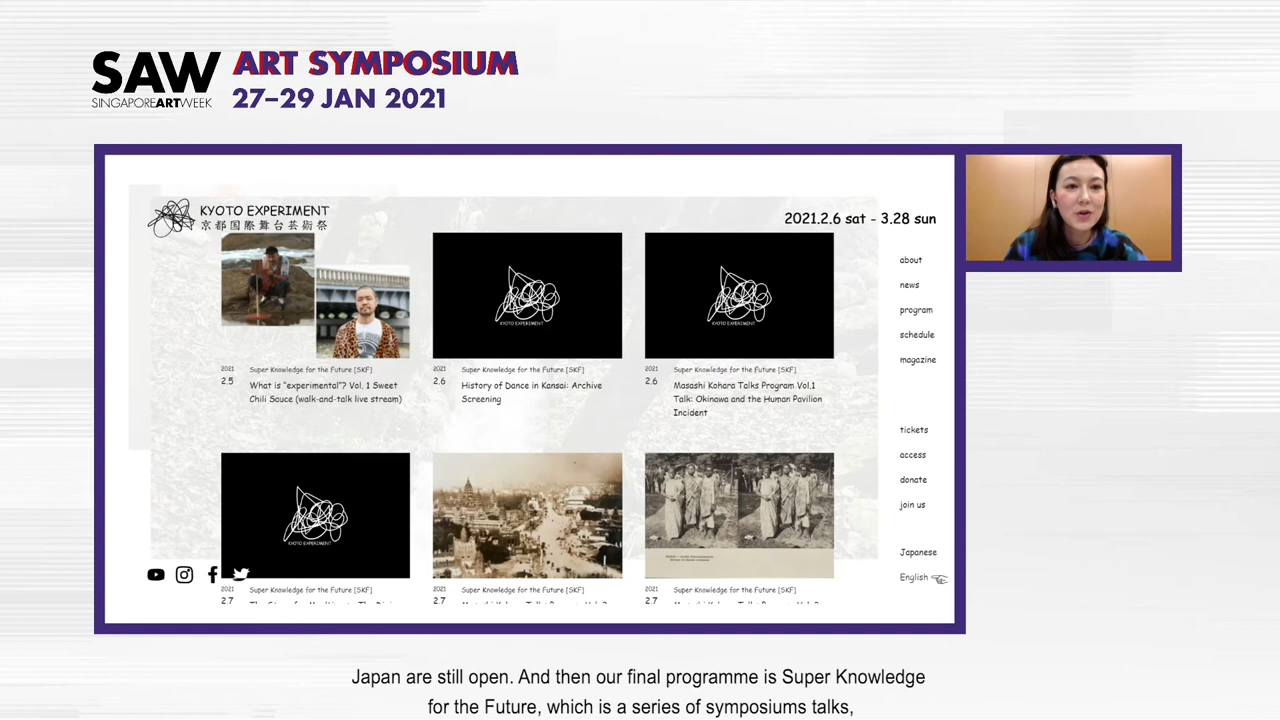 SAW ART SYMPOSIUM
SINGAPOREARTWEEK 27–29 JAN 2021
KYOTO EXPERIMENT
京都国際舞台芸術祭
2021.2.6 sat - 3.28 sun
about
news
program
schedule
magazine
tickets
access
donate
join us
Japanese
English
KYOTO EXPERIMENT
KYOTO EXPERIMENT
2021 Super Knowledge for the Future [SKF]
2.5 What is "experimental"? Vol. 1 Sweet
Chili Sauce (walk-and-talk live stream)
2021 Super Knowledge for the Future [SKF]
2.6 History of Dance in Kansai: Archive
Screening
2021 Super Knowledge for the Future [SKF]
2.6 Masashi Kohara Talks Program Vol.1
Talk: Okinawa and the Human Pavilion
Incident
KYOTO EXPERIMENT
2021 Super Knowledge for the Future [SKF]
2.7
2021 Super Knowledge for the Future [SKF]
2.7
2021 Super Knowledge for the Future [SKF]
2.7
Japan are still open. And then our final programme is Super Knowledge
for the Future, which is a series of symposiums talks,